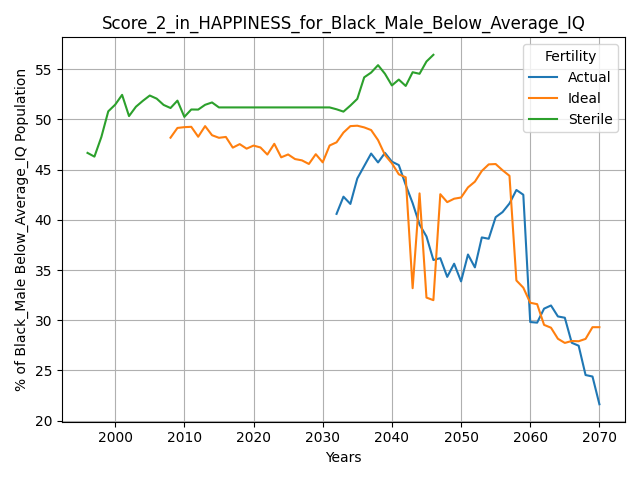 Score_2_in_HAPPINESS_for_Black_Male_Below_Average_IQ
% of Black_Male Below_Average_IQ Population
55
50
45
40
35
30
25
20
Fertility
Actual
Ideal
Sterile
2000 2010 2020 2030 2040 2050 2060 2070
Years